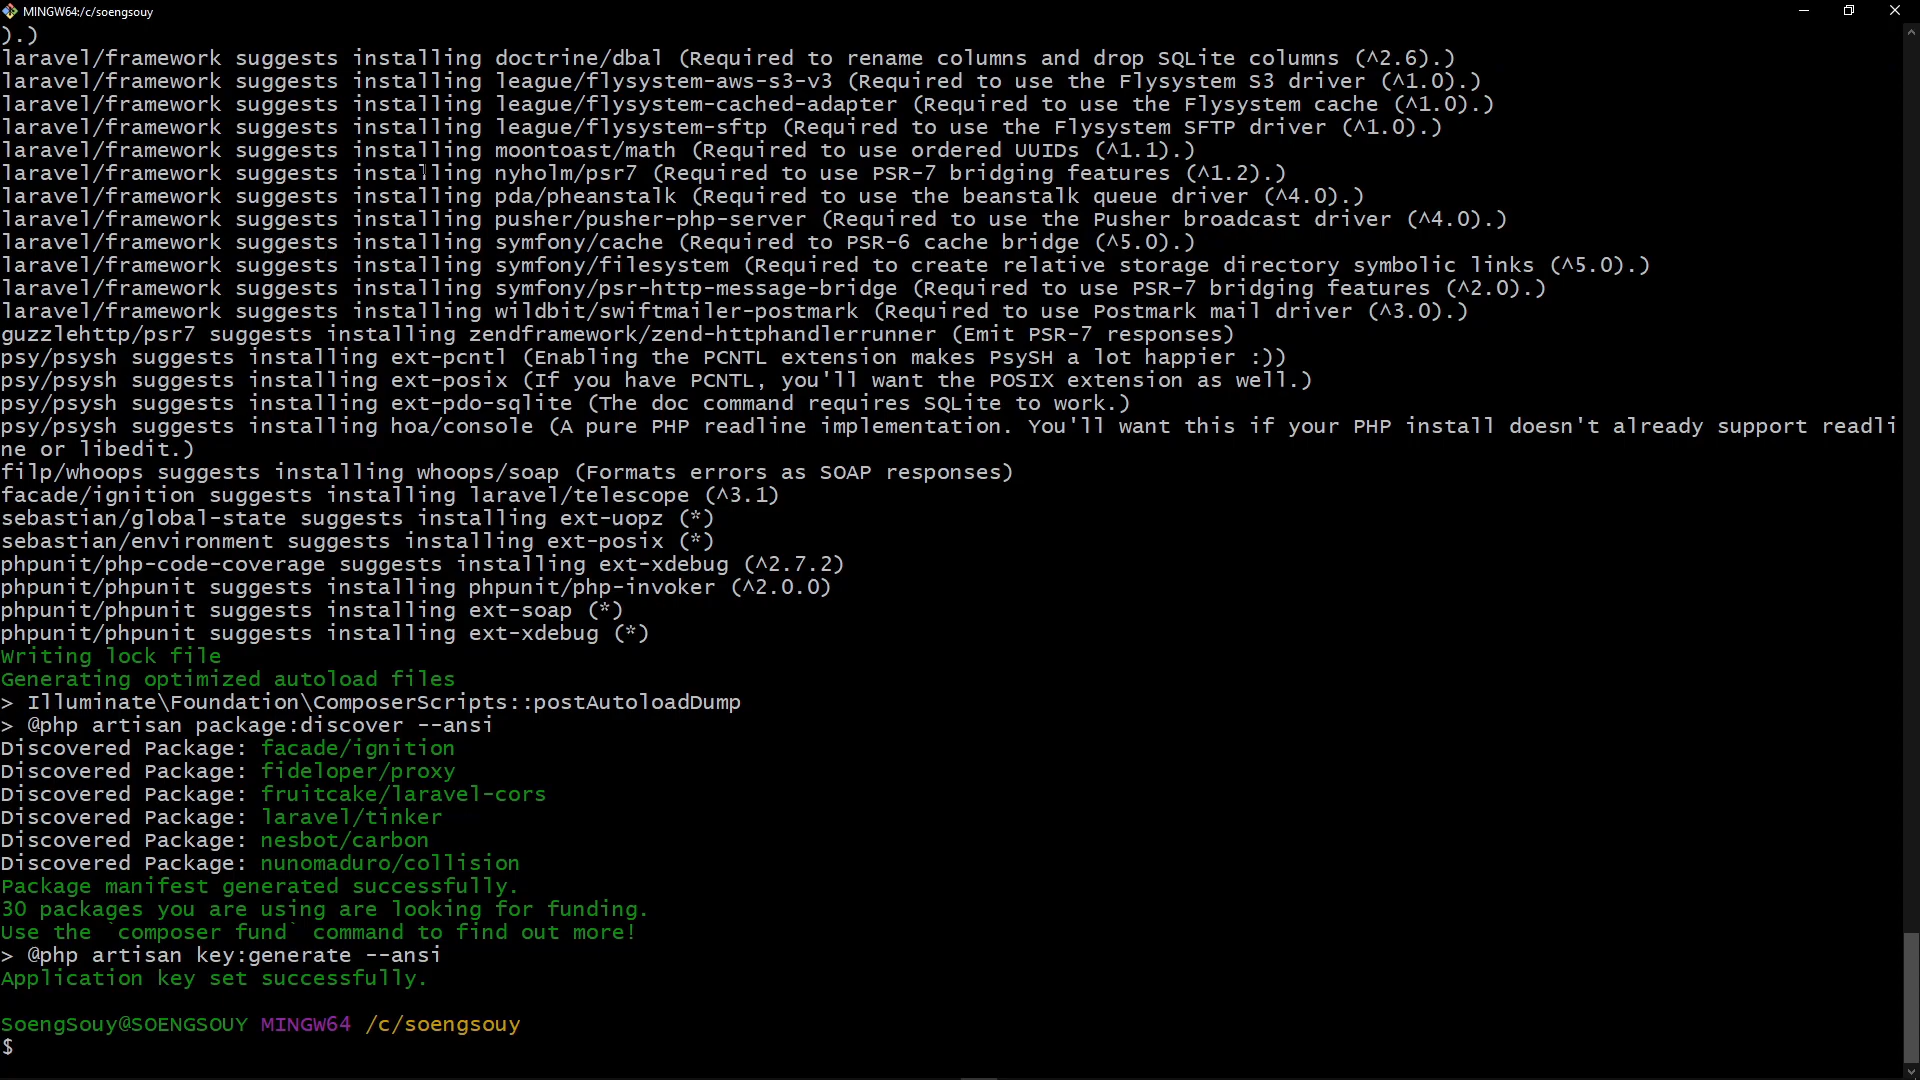 MINGW64:/c/soengsouy
).)
laravel/framework suggests installing doctrine/dbal (Required to rename columns and drop SQLite columns (^2.6).)
laravel/framework suggests installing league/flysystem-aws-s3-v3 (Required to use the Flysystem S3 driver (^1.0).)
laravel/framework suggests installing league/flysystem-cached-adapter (Required to use the Flysystem cache (^1.0).)
laravel/framework suggests installing league/flysystem-sftp (Required to use the Flysystem SFTP driver (^1.0).)
laravel/framework suggests installing moontoast/math (Required to use ordered UUIDs (^1.1).)
laravel/framework suggests installing nyholm/psr7 (Required to use PSR-7 bridging features (^1.2).)
laravel/framework suggests installing pda/pheanstalk (Required to use the beanstalk queue driver (^4.0).)
laravel/framework suggests installing pusher/pusher-php-server (Required to use the Pusher broadcast driver (^4.0).)
laravel/framework suggests installing symfony/cache (Required to PSR-6 cache bridge (^5.0).)
laravel/framework suggests installing symfony/filesystem (Required to create relative storage directory symbolic links (^5.0).)
laravel/framework suggests installing symfony/psr-http-message-bridge (Required to use PSR-7 bridging features (^2.0).)
laravel/framework suggests installing wildbit/swiftmailer-postmark (Required to use Postmark mail driver (^3.0).)
guzzlehttp/psr7 suggests installing zendframework/zend-httphandlerrunner (Emit PSR-7 responses)
psy/psysh suggests installing ext-pcntl (Enabling the PCNTL extension makes PsySH a lot happier :))
psy/psysh suggests installing ext-posix (If you have PCNTL, you'll want the POSIX extension as well.)
psy/psysh suggests installing ext-pdo-sqlite (The doc command requires SQLite to work.)
psy/psysh suggests installing hoa/console (A pure PHP readline implementation. You'll want this if your PHP install doesn't already support readli
ne or libedit.)
filp/whoops suggests installing whoops/soap (Formats errors as SOAP responses)
facade/ignition suggests installing laravel/telescope (^3.1)
sebastian/global-state suggests installing ext-uopz (*)
sebastian/environment suggests installing ext-posix (*)
phpunit/php-code-coverage suggests installing ext-xdebug (^2.7.2)
phpunit/phpunit suggests installing phpunit/php-invoker (^2.0.0)
phpunit/phpunit suggests installing ext-soap (*)
phpunit/phpunit suggests installing ext-xdebug (*)
Writing lock file
Generating optimized autoload files
> Illuminate\Foundation\ComposerScripts::postAutoloadDump
> @php artisan package:discover --ansi
Discovered Package: facade/ignition
Discovered Package: fideloper/proxy
Discovered Package: fruitcake/laravel-cors
Discovered Package: laravel/tinker
Discovered Package: nesbot/carbon
Discovered Package: nunomaduro/collision
Package manifest generated successfully.
30 packages you are using are looking for funding.
Use the `composer fund` command to find out more!
> @php artisan key:generate --ansi
Application key set successfully.
SoengSouy@SOENGSOUY MINGW64 /c/soengsouy
$